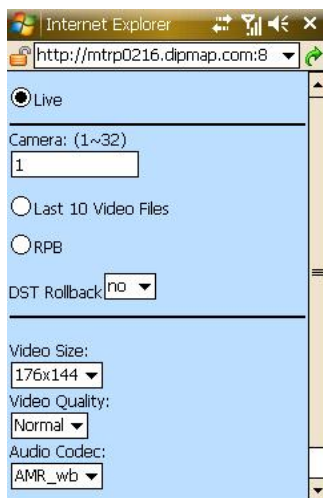 Internet Explorer
http://mtrp0216.dipmap.com:8
Live
Camera: (1~32)
1
Last 10 Video Files
RPB
DST Rollback no
Video Size:
176x144
Video Quality:
Normal
Audio Codec:
AMR_wb